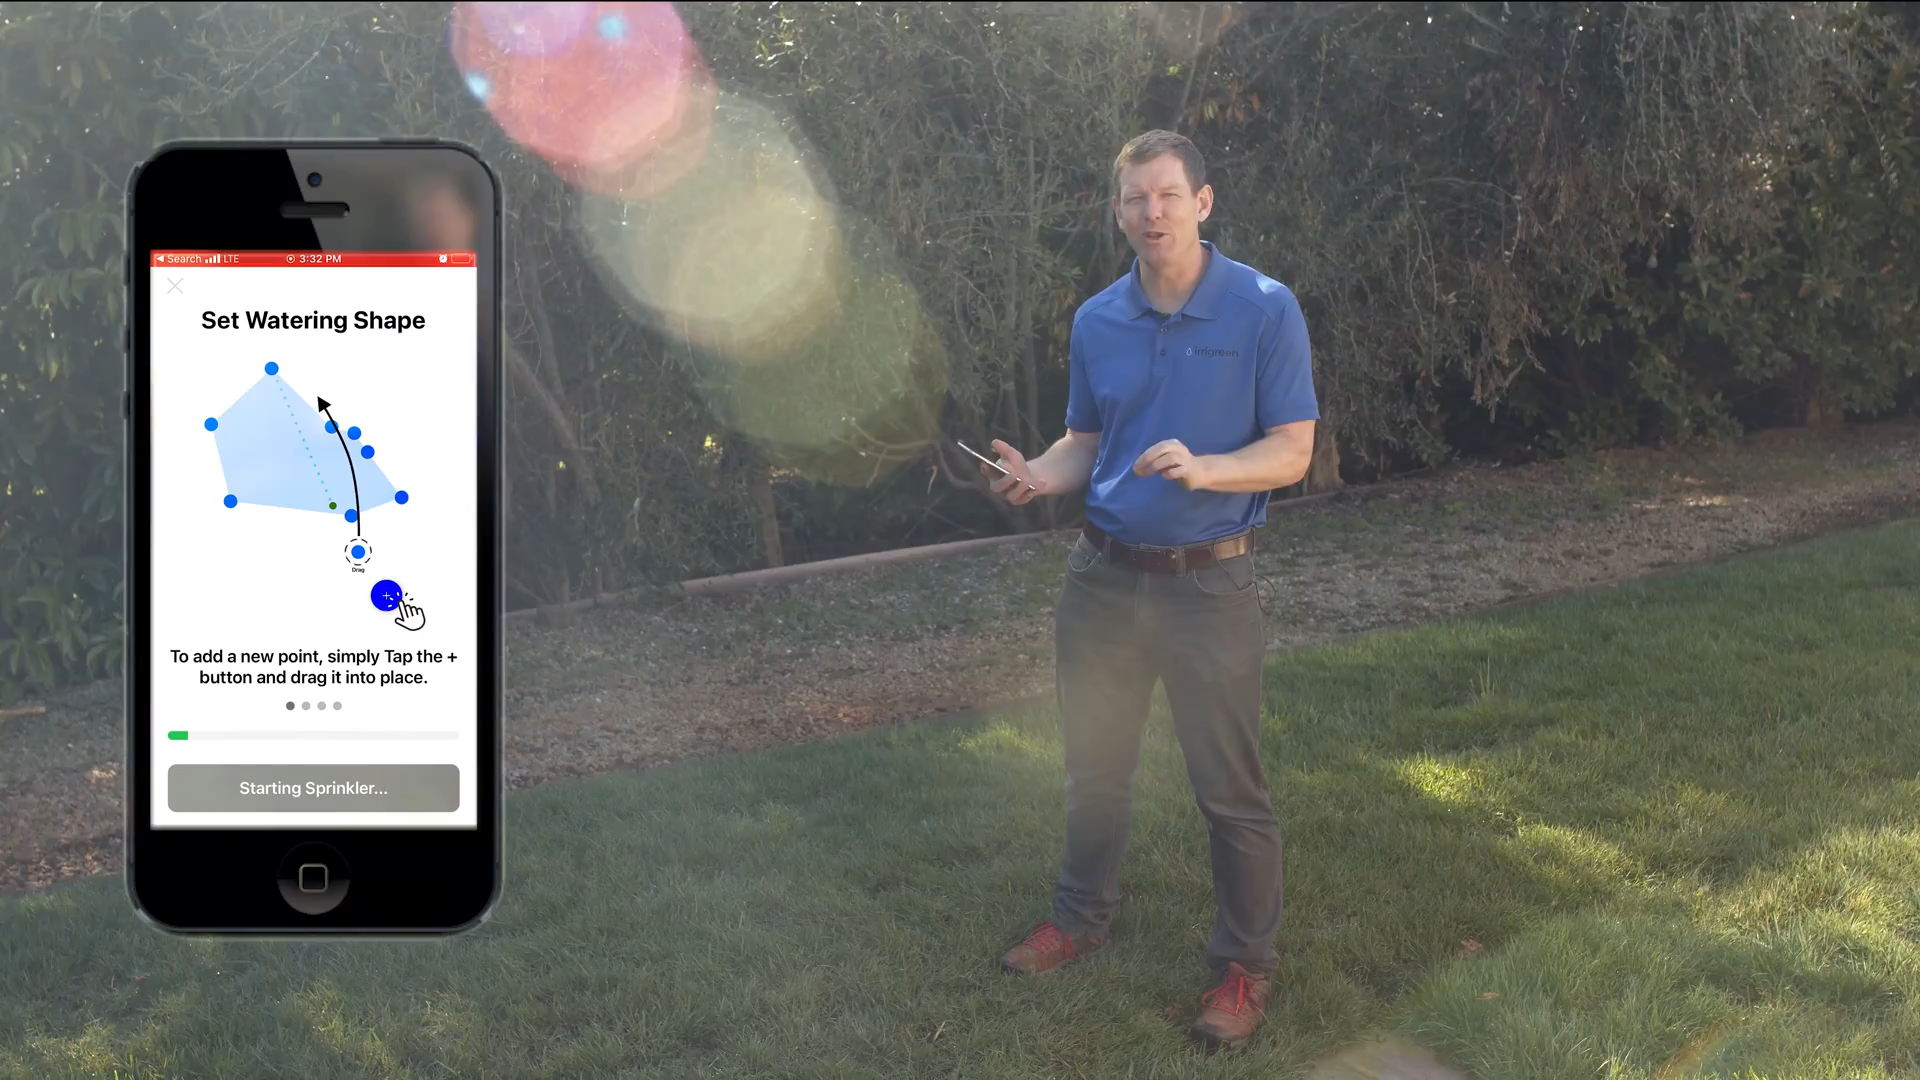 Search LTE 3:32 PM
Set Watering Shape
Drag
To add a new point, simply Tap the +
button and drag it into place.
Starting Sprinkler...
irrigreen